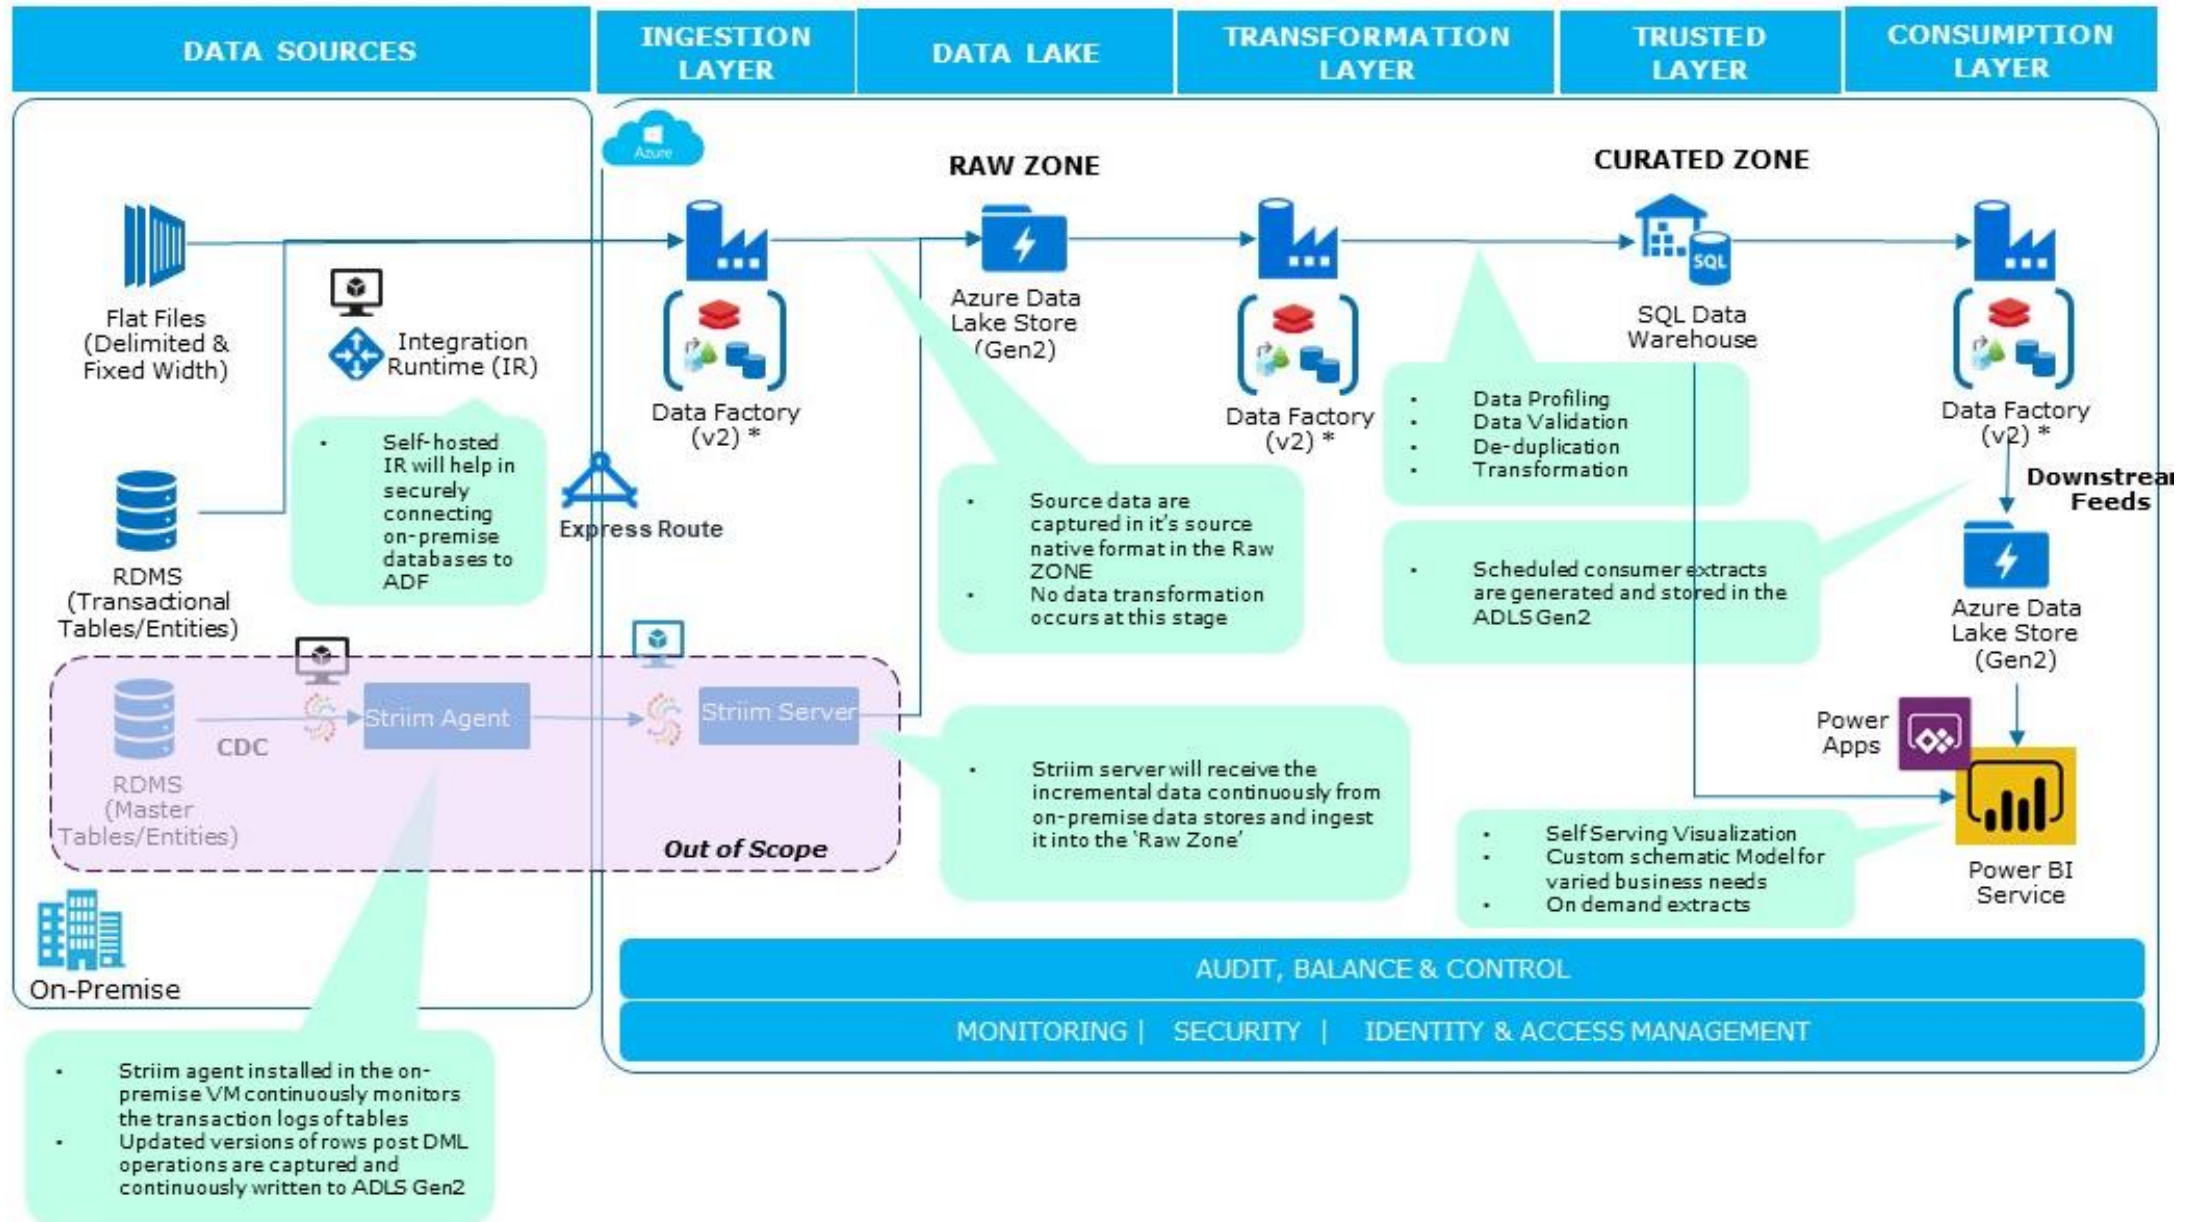 DATA SOURCES
INGESTION
LAYER
DATA LAKE
TRANSFORMATION
LAYER
TRUSTED
LAYER
CONSUMPTION
LAYER
Azure
RAW ZONE
CURATED ZONE
Flat Files
(Delimited &
Fixed Width)
Integration
Runtime (IR)
Data Factory
(v2) *
Azure Data
Lake Store
(Gen2)
Data Factory
(v2) *
SQL
SQL Data
Warehouse
Data Factory
(v2) *
• Self-hosted
IR will help in
securely
connecting
on-premise
databases to
ADF
Express Route
• Source data are
captured in it's source
native format in the Raw
ZONE
• No data transformation
occurs at this stage
• Data Profiling
• Data Validation
• De-duplication
• Transformation
Downstream
Feeds
• Scheduled consumer extracts
are generated and stored in the
ADLS Gen2
Azure Data
Lake Store
(Gen2)
RDMS
(Transactional
Tables/Entities)
CDC
Striim Agent
Striim Server
RDMS
(Master
Tables/Entities)
Out of Scope
• Striim server will receive the
incremental data continuously from
on-premise data stores and ingest
it into the 'Raw Zone'
Power
Apps
• Self Serving Visualization
• Custom schematic Model for
varied business needs
• On demand extracts
Power BI
Service
On-Premise
AUDIT, BALANCE & CONTROL
MONITORING | SECURITY | IDENTITY & ACCESS MANAGEMENT
• Striim agent installed in the on-
premise VM continuously monitors
the transaction logs of tables
• Updated versions of rows post DML
operations are captured and
continuously written to ADLS Gen2